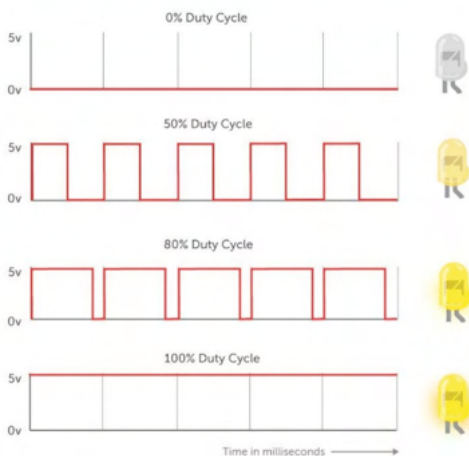 0% Duty Cycle
5v
0v
50% Duty Cycle
5v
0v
80% Duty Cycle
5v
0v
100% Duty Cycle
5v
0v
Time in milliseconds